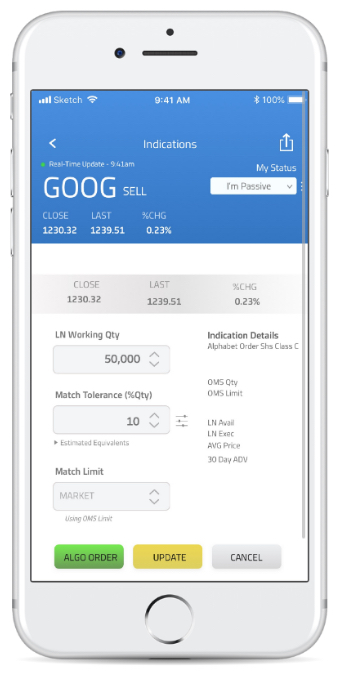 Sketch 9:41 AM 100%
Indications
Real-Time Update - 9:41am
My Status
GOOG SELL
I'm Passive
CLOSE LAST %CHG
1230.32 1239.51 0.23%
CLOSE LAST %CHG
1230.32 1239.51 0.23%
LN Working Qty
50,000
Indication Details
Alphabet Order Shs Class C
OMS Qty
OMS Limit
Match Tolerance (%Qty)
10
Estimated Equivalents
LN Avail
LN Exec
AVG Price
30 Day ADV
Match Limit
MARKET
Using OMS Limit
ALGO ORDER UPDATE CANCEL